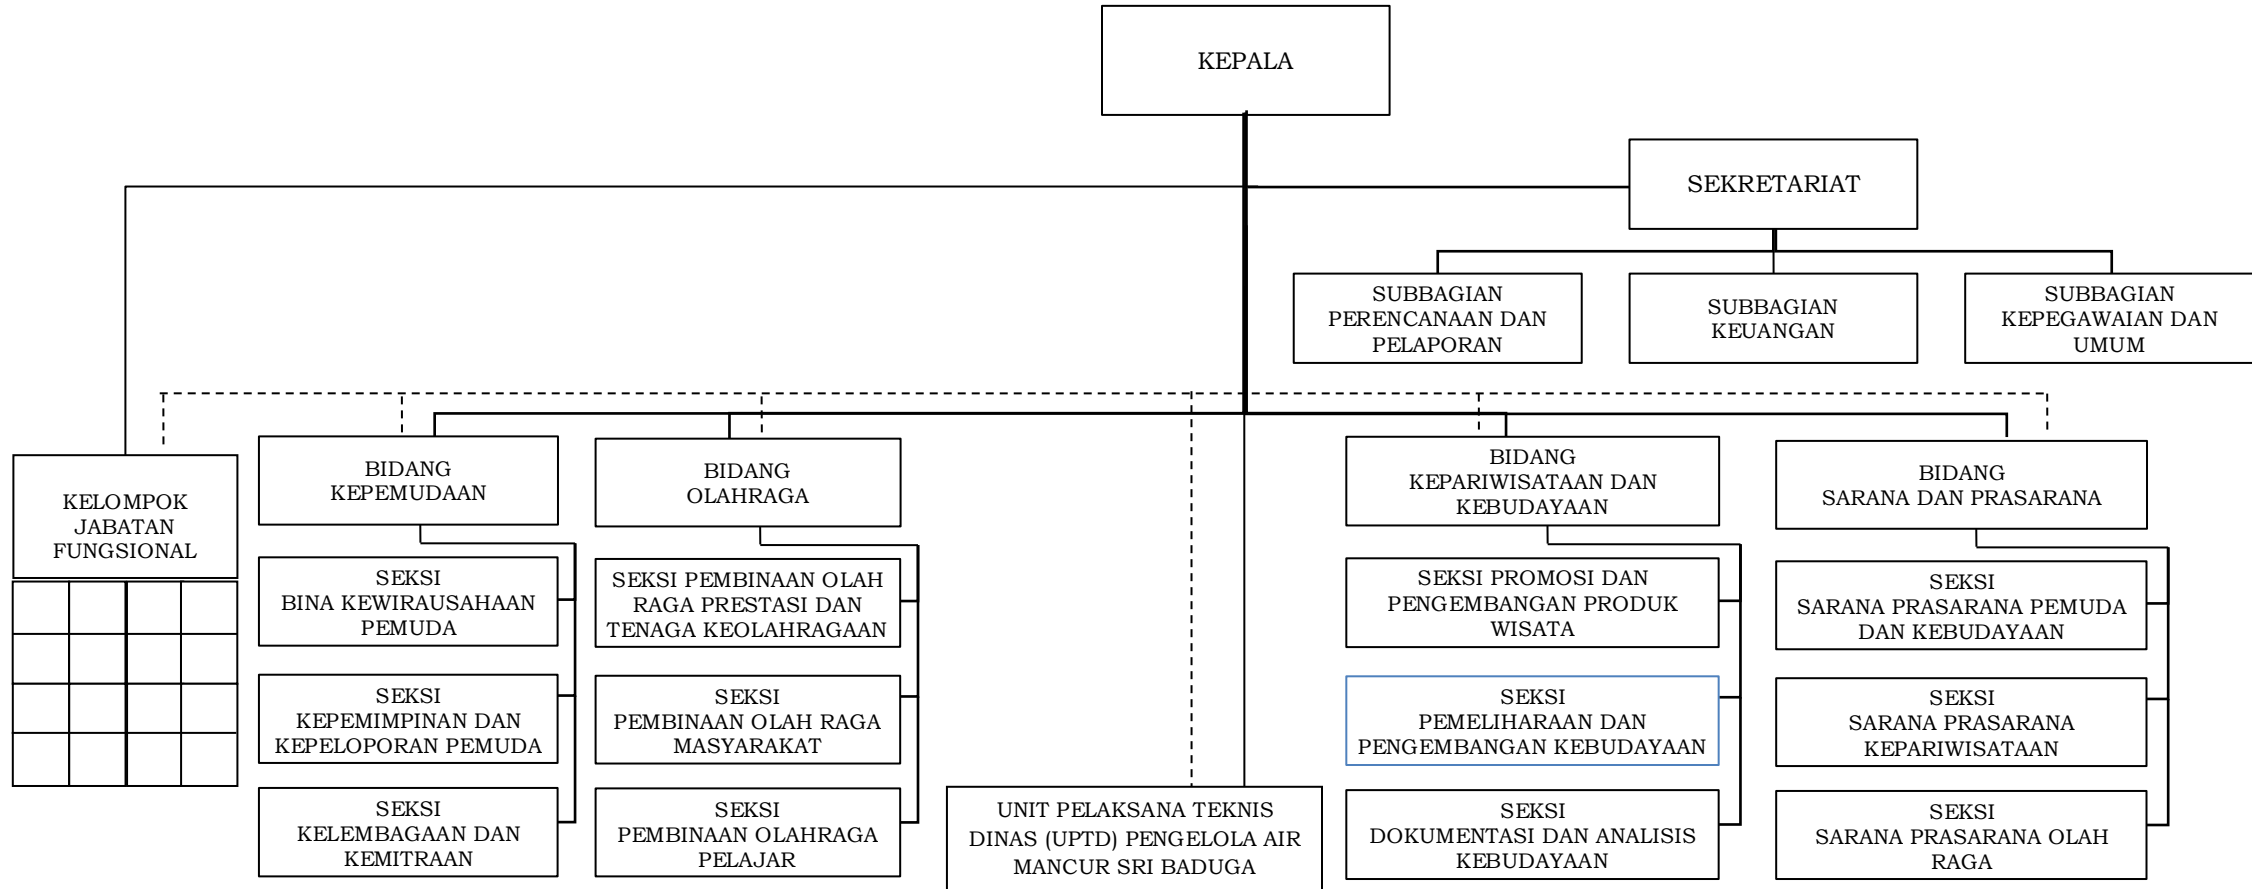 KEPALA
SEKRETARIAT
SUBBAGIAN
PERENCANAAN DAN
PELAPORAN
SUBBAGIAN
KEUANGAN
SUBBAGIAN
KEPEGAWAIAN DAN
UMUM
KELOMPOK
JABATAN
FUNGSIONAL
BIDANG
KEPEMUDAAN
SEKSI
BINA KEWIRAUSAHAAN
PEMUDA
SEKSI
KEPEMIMPINAN DAN
KEPELOPORAN PEMUDA
SEKSI
KELEMBAGAAN DAN
KEMITRAAN
BIDANG
OLAHRAGA
SEKSI PEMBINAAN OLAH
RAGA PRESTASI DAN
TENAGA KEOLAHRAGAAN
SEKSI
PEMBINAAN OLAH RAGA
MASYARAKAT
SEKSI
PEMBINAAN OLAHRAGA
PELAJAR
UNIT PELAKSANA TEKNIS
DINAS (UPTD) PENGELOLA AIR
MANCUR SRI BADUGA
BIDANG
KEPARIWISATAAN DAN
KEBUDAYAAN
SEKSI PROMOSI DAN
PENGEMBANGAN PRODUK
WISATA
SEKSI
PEMELIHARAAN DAN
PENGEMBANGAN KEBUDAYAAN
SEKSI
DOKUMENTASI DAN ANALISIS
KEBUDAYAAN
BIDANG
SARANA DAN PRASARANA
SEKSI
SARANA PRASARANA PEMUDA
DAN KEBUDAYAAN
SEKSI
SARANA PRASARANA
KEPARIWISATAAN
SEKSI
SARANA PRASARANA OLAH
RAGA